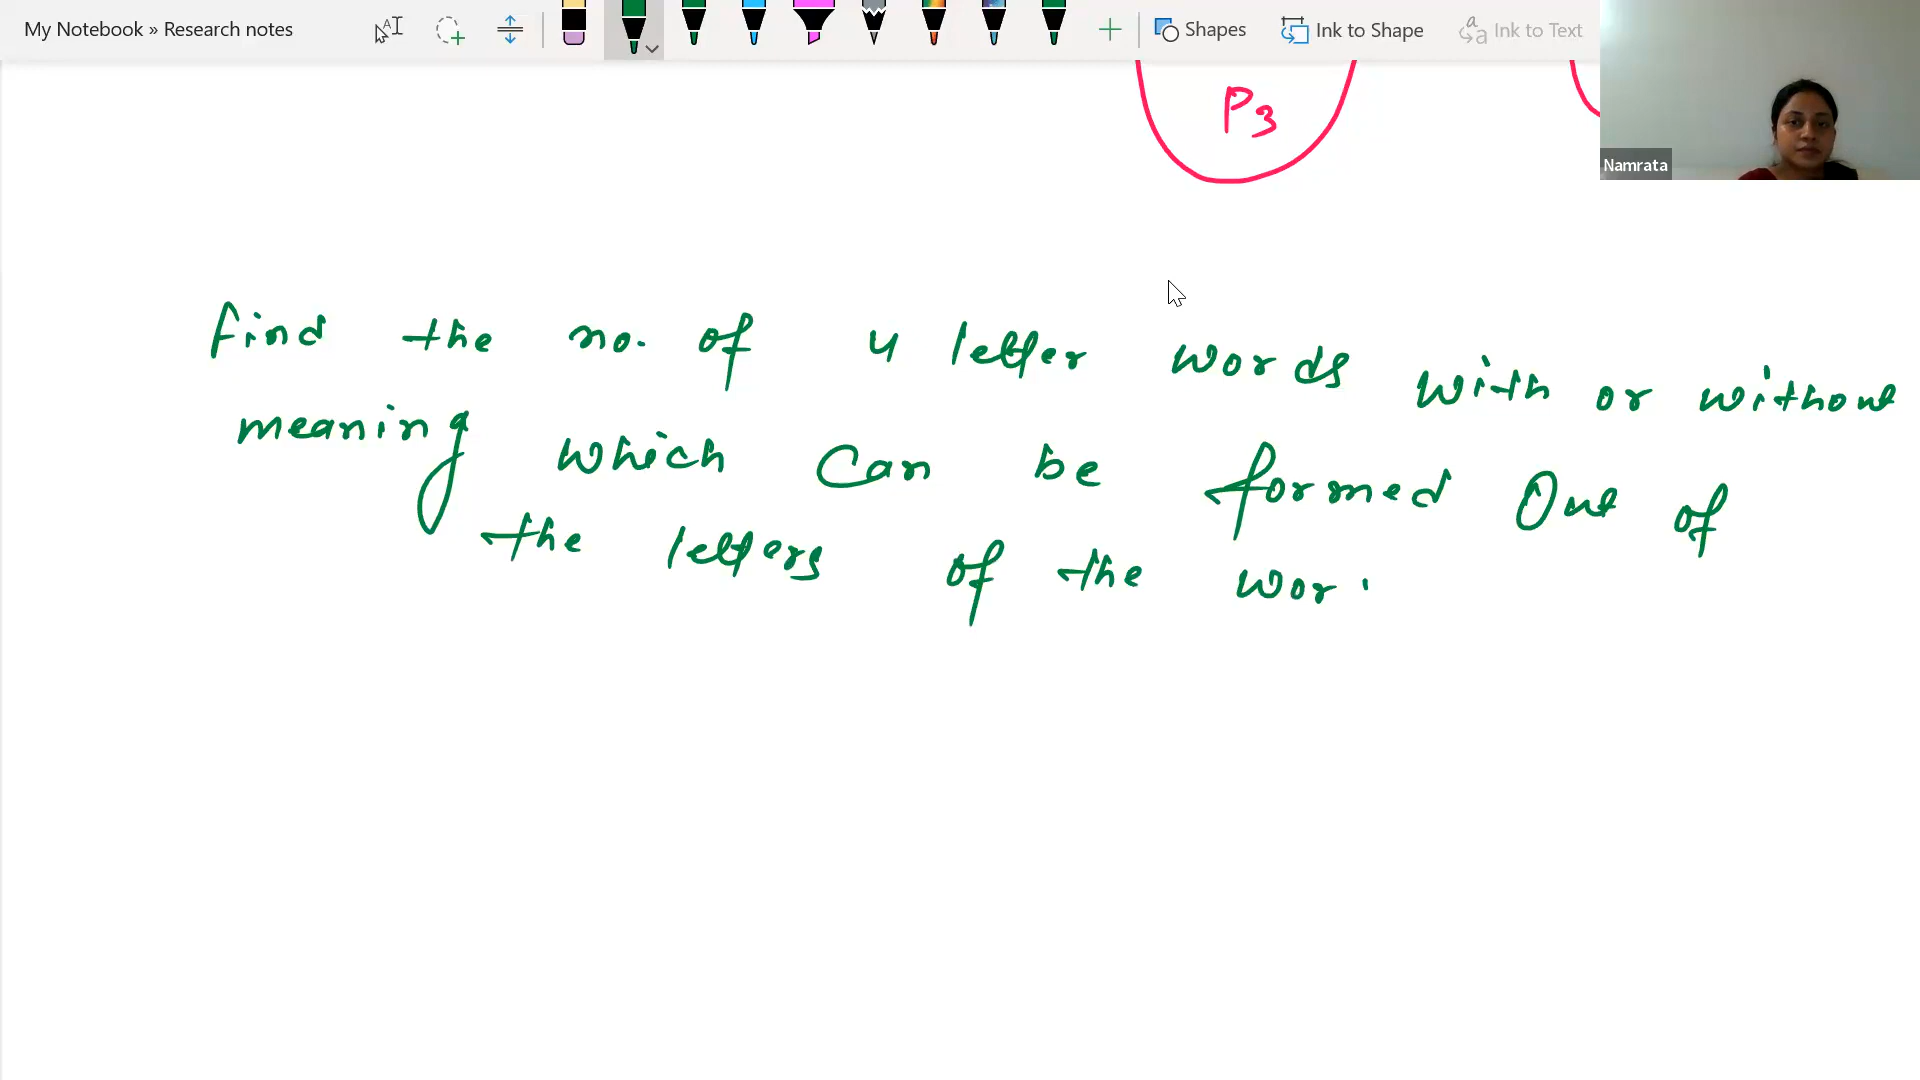 My Notebook » Research notes
Shapes
Ink to Shape
Ink to Text
Namrata
P3
find the no. of 4 letter words with or without
meaning which can be formed Out of
the letters of the wor